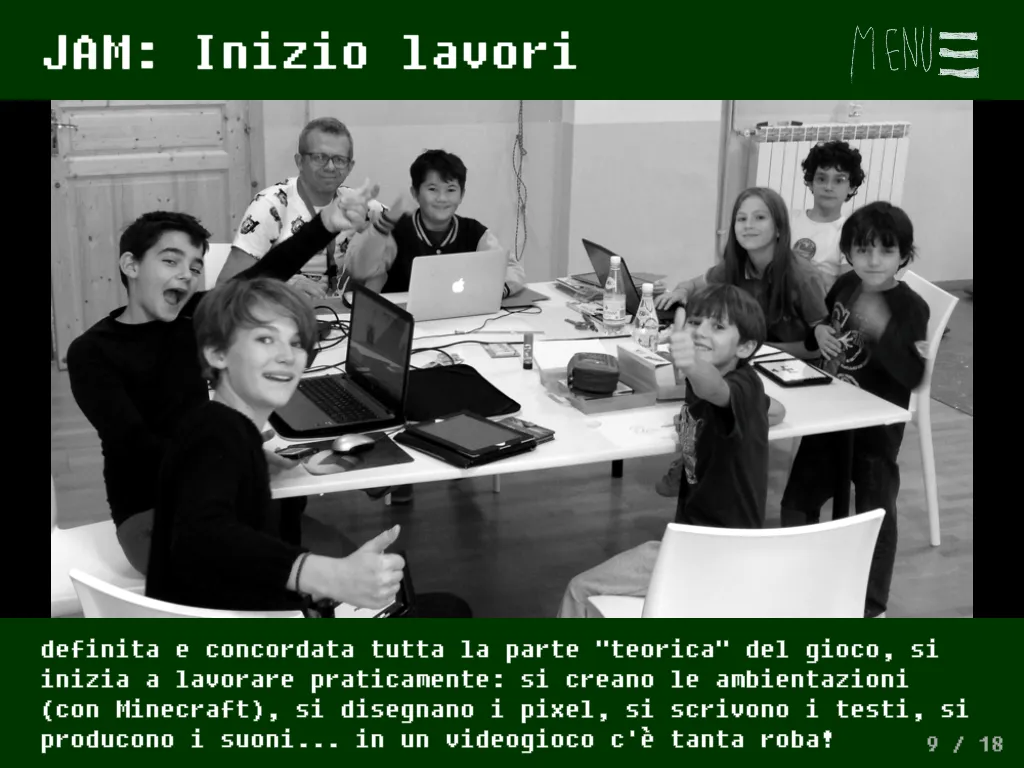 JAM: Inizio lavori
MENU
definita e concordata tutta la parte "teorica" del gioco, si
inizia a lavorare praticamente: si creano le ambientazioni
(con Minecraft), si disegnano i pixel, si scrivono i testi, si
producono i suoni... in un videogioco c'è tanta roba!
9 / 18